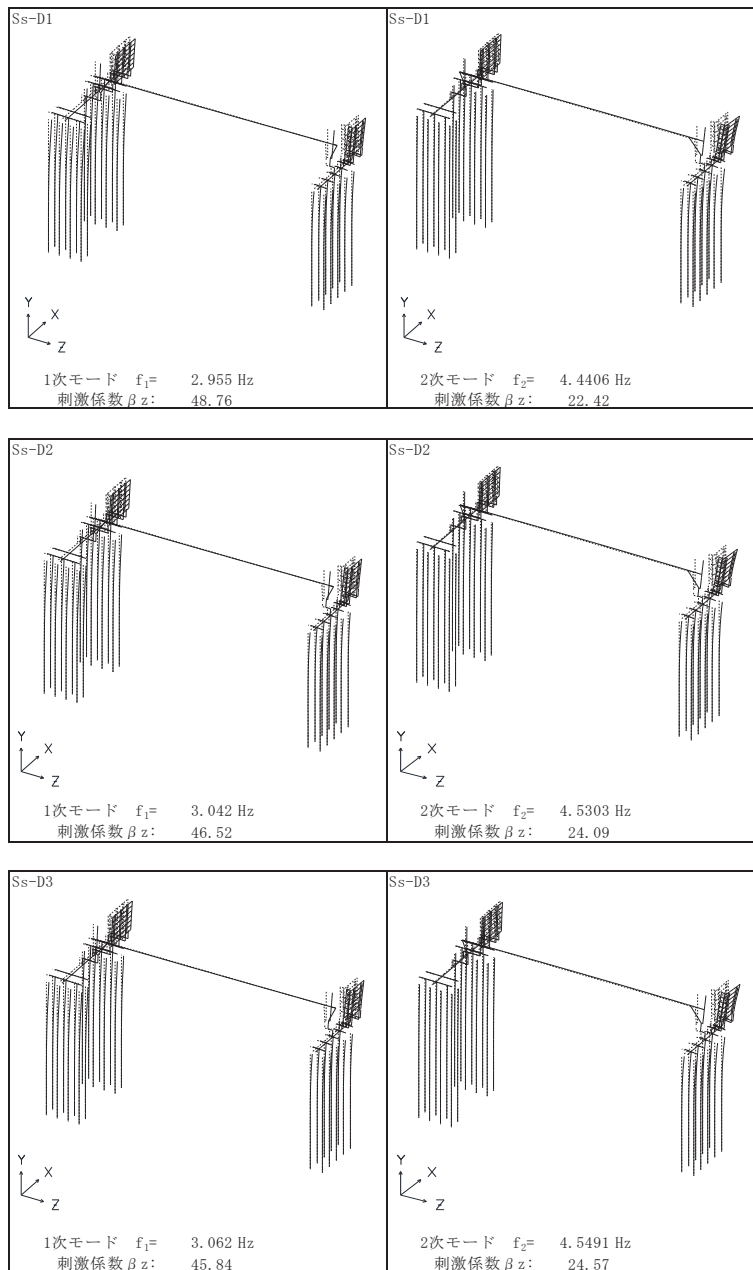 Ss-D1
Y
X
Z
1次モード f₁= 2.955 Hz
刺激係数βz: 48.76
Ss-D1
Y
X
Z
2次モード f₂= 4.4406 Hz
刺激係数βz: 22.42
Ss-D2
Y
X
Z
1次モード f₁= 3.042 Hz
刺激係数βz: 46.52
Ss-D2
Y
X
Z
2次モード f₂= 4.5303 Hz
刺激係数βz: 24.09
Ss-D3
Y
X
Z
1次モード f₁= 3.062 Hz
刺激係数βz: 45.84
Ss-D3
Y
X
Z
2次モード f₂= 4.5491 Hz
刺激係数βz: 24.57